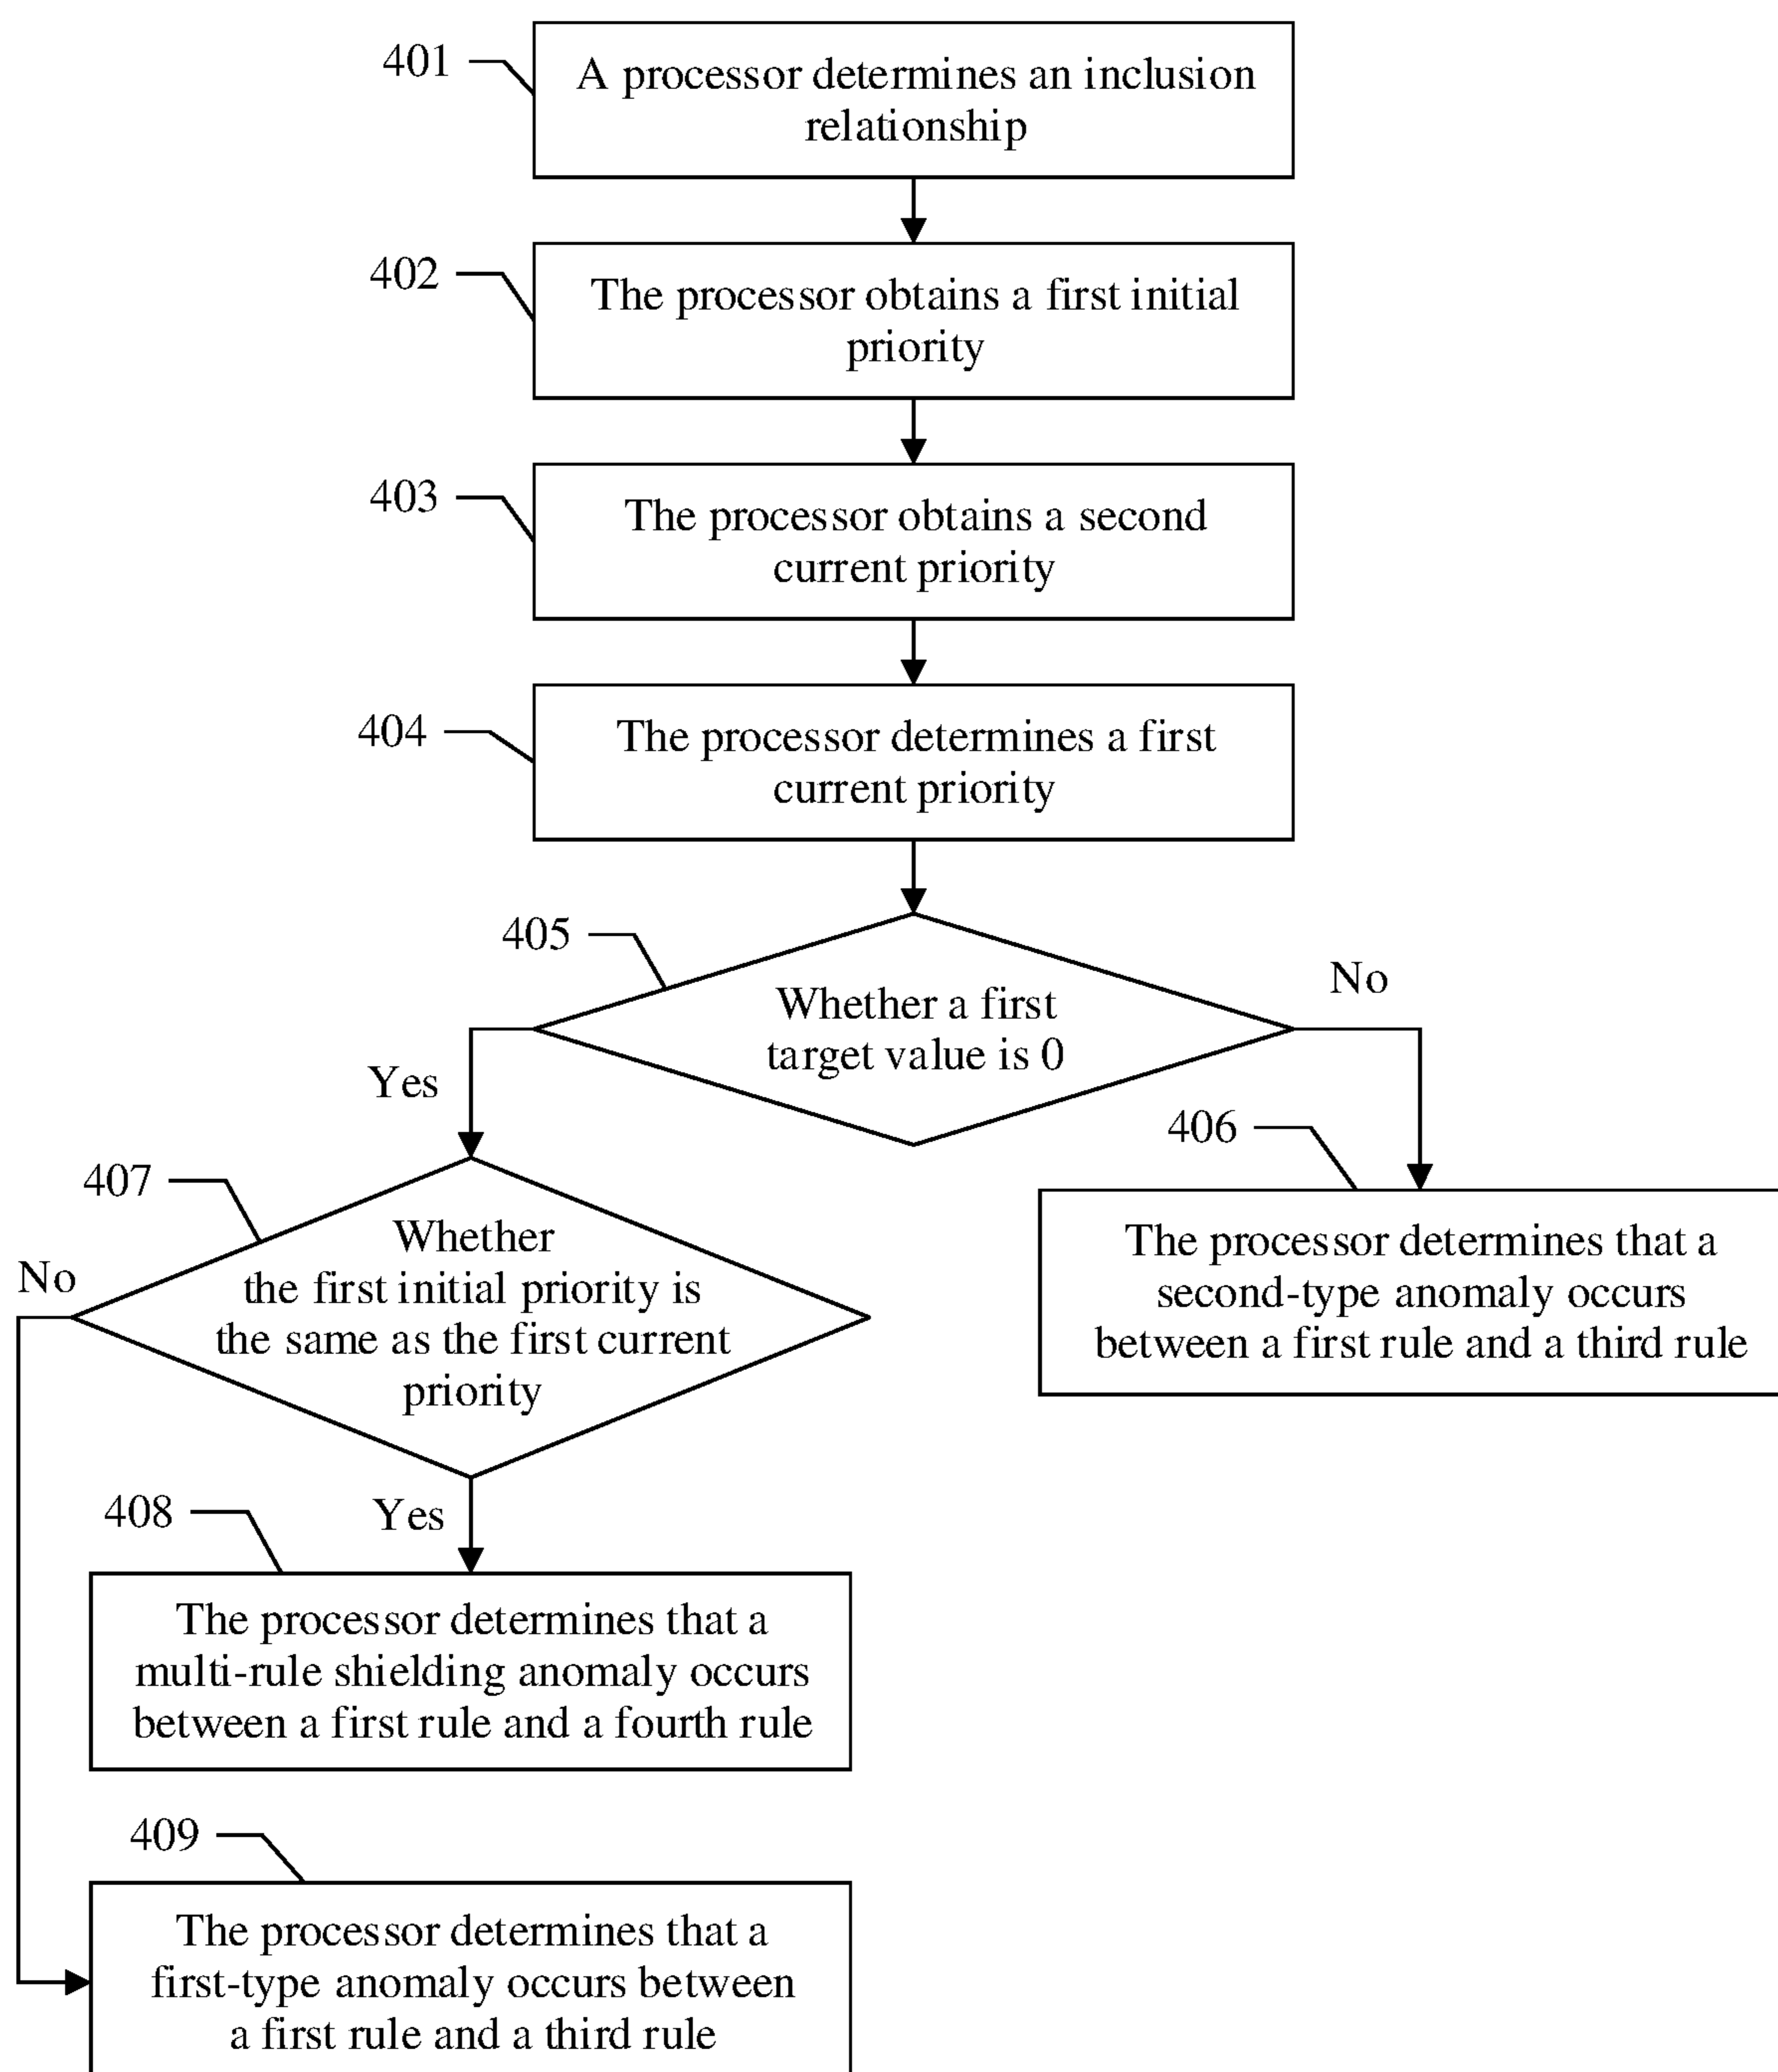 401
A processor determines an inclusion
relationship
402
The processor obtains a first initial
priority
403
The processor obtains a second
current priority
404
The processor determines a first
current priority
405
Whether a first
target value is 0
No
Yes
406
The processor determines that a
second-type anomaly occurs
between a first rule and a third rule
407
Whether
the first initial priority is
the same as the first current
priority
No
Yes
408
The processor determines that a
multi-rule shielding anomaly occurs
between a first rule and a fourth rule
409
The processor determines that a
first-type anomaly occurs between
a first rule and a third rule